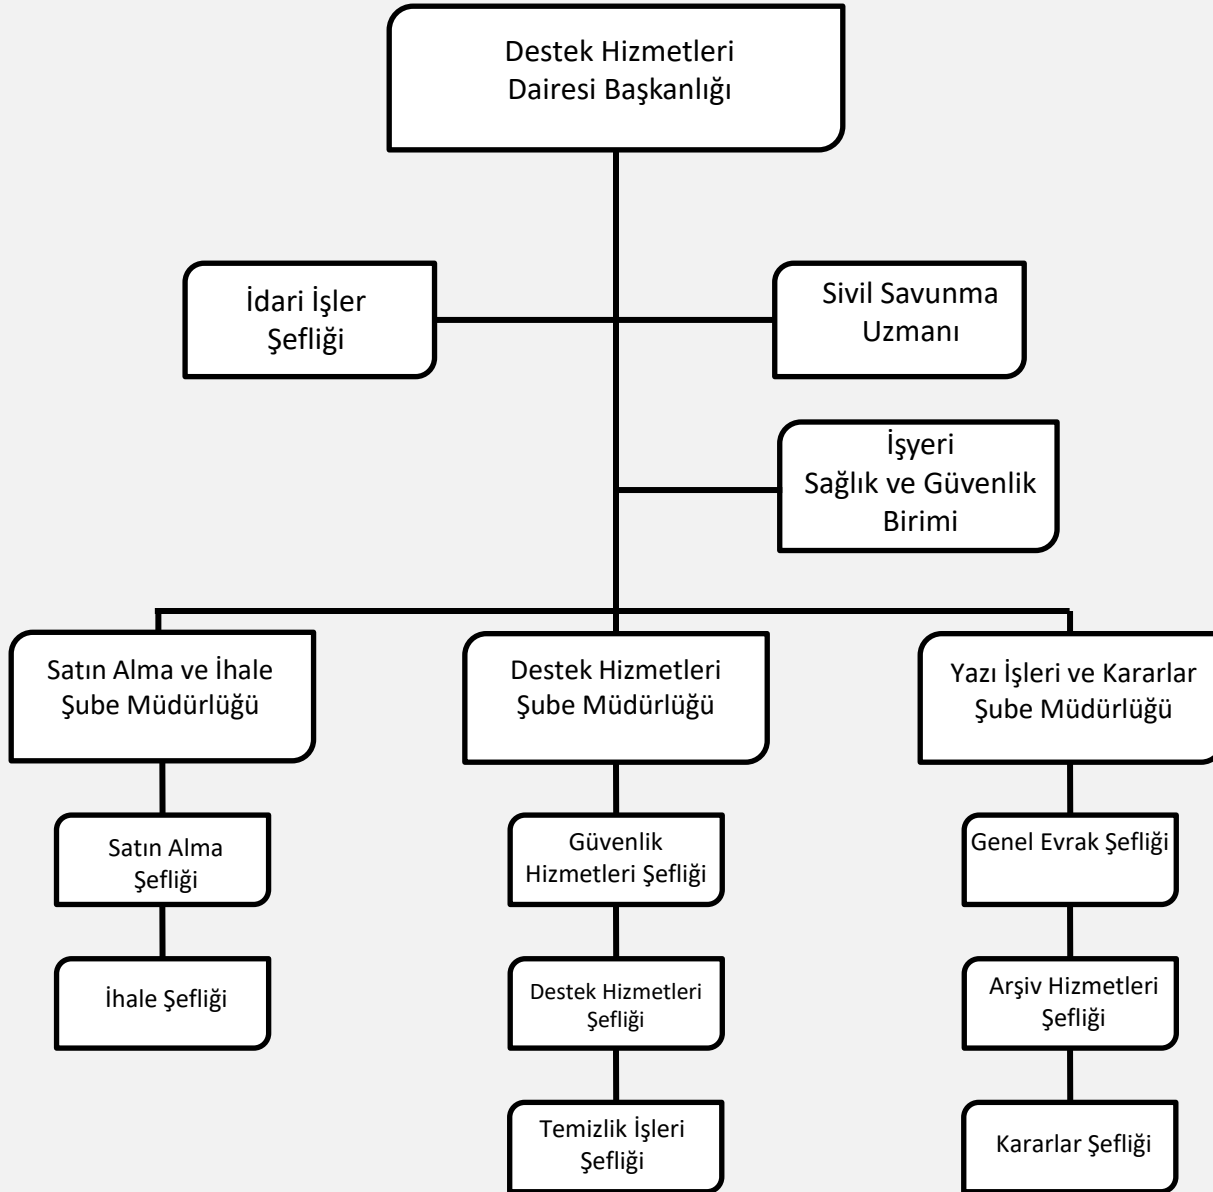 Destek Hizmetleri
Dairesi Başkanlığı
İdari İşler
Şefliği
Sivil Savunma
Uzmanı
İşyeri
Sağlık ve Güvenlik
Birimi
Satın Alma ve İhale
Şube Müdürlüğü
Destek Hizmetleri
Şube Müdürlüğü
Yazı İşleri ve Kararlar
Şube Müdürlüğü
Satın Alma
Şefliği
Güvenlik
Hizmetleri Şefliği
Genel Evrak Şefliği
İhale Şefliği
Destek Hizmetleri
Şefliği
Arşiv Hizmetleri
Şefliği
Temizlik İşleri
Şefliği
Kararlar Şefliği